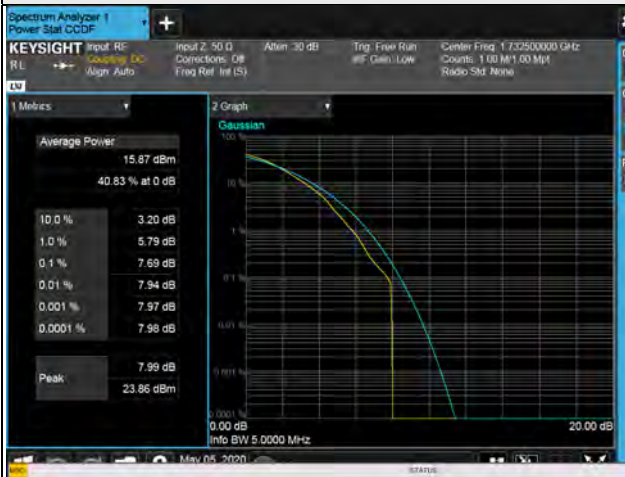 Spectrum Analyzer 1
Power Stat CCDF
+
KEYSIGHT
RL
Input: RF
Coupling: DC
Align: Auto
Input Z: 50 Ω
Corrections: Off
Freq Ref: Int (S)
Atten: 30 dB
Trig: Free Run
#IF Gain: Low
Center Freq: 1.732500000 GHz
Counts: 1.00 M/1.00 Mpt
Radio Std: None
LW
1 Metrics
Average Power
15.87 dBm
40.83 % at 0 dB
10.0 % 3.20 dB
1.0 % 5.79 dB
0.1 % 7.69 dB
0.01 % 7.94 dB
0.001 % 7.97 dB
0.0001 % 7.98 dB
Peak 7.99 dB
23.86 dBm
2 Graph
Gaussian
100 %
10 %
1 %
0.1 %
0.01 %
0.001 %
0.0001 %
0.00 dB 20.00 dB
Info BW 5.0000 MHz
May 05, 2020
MSG STATUS